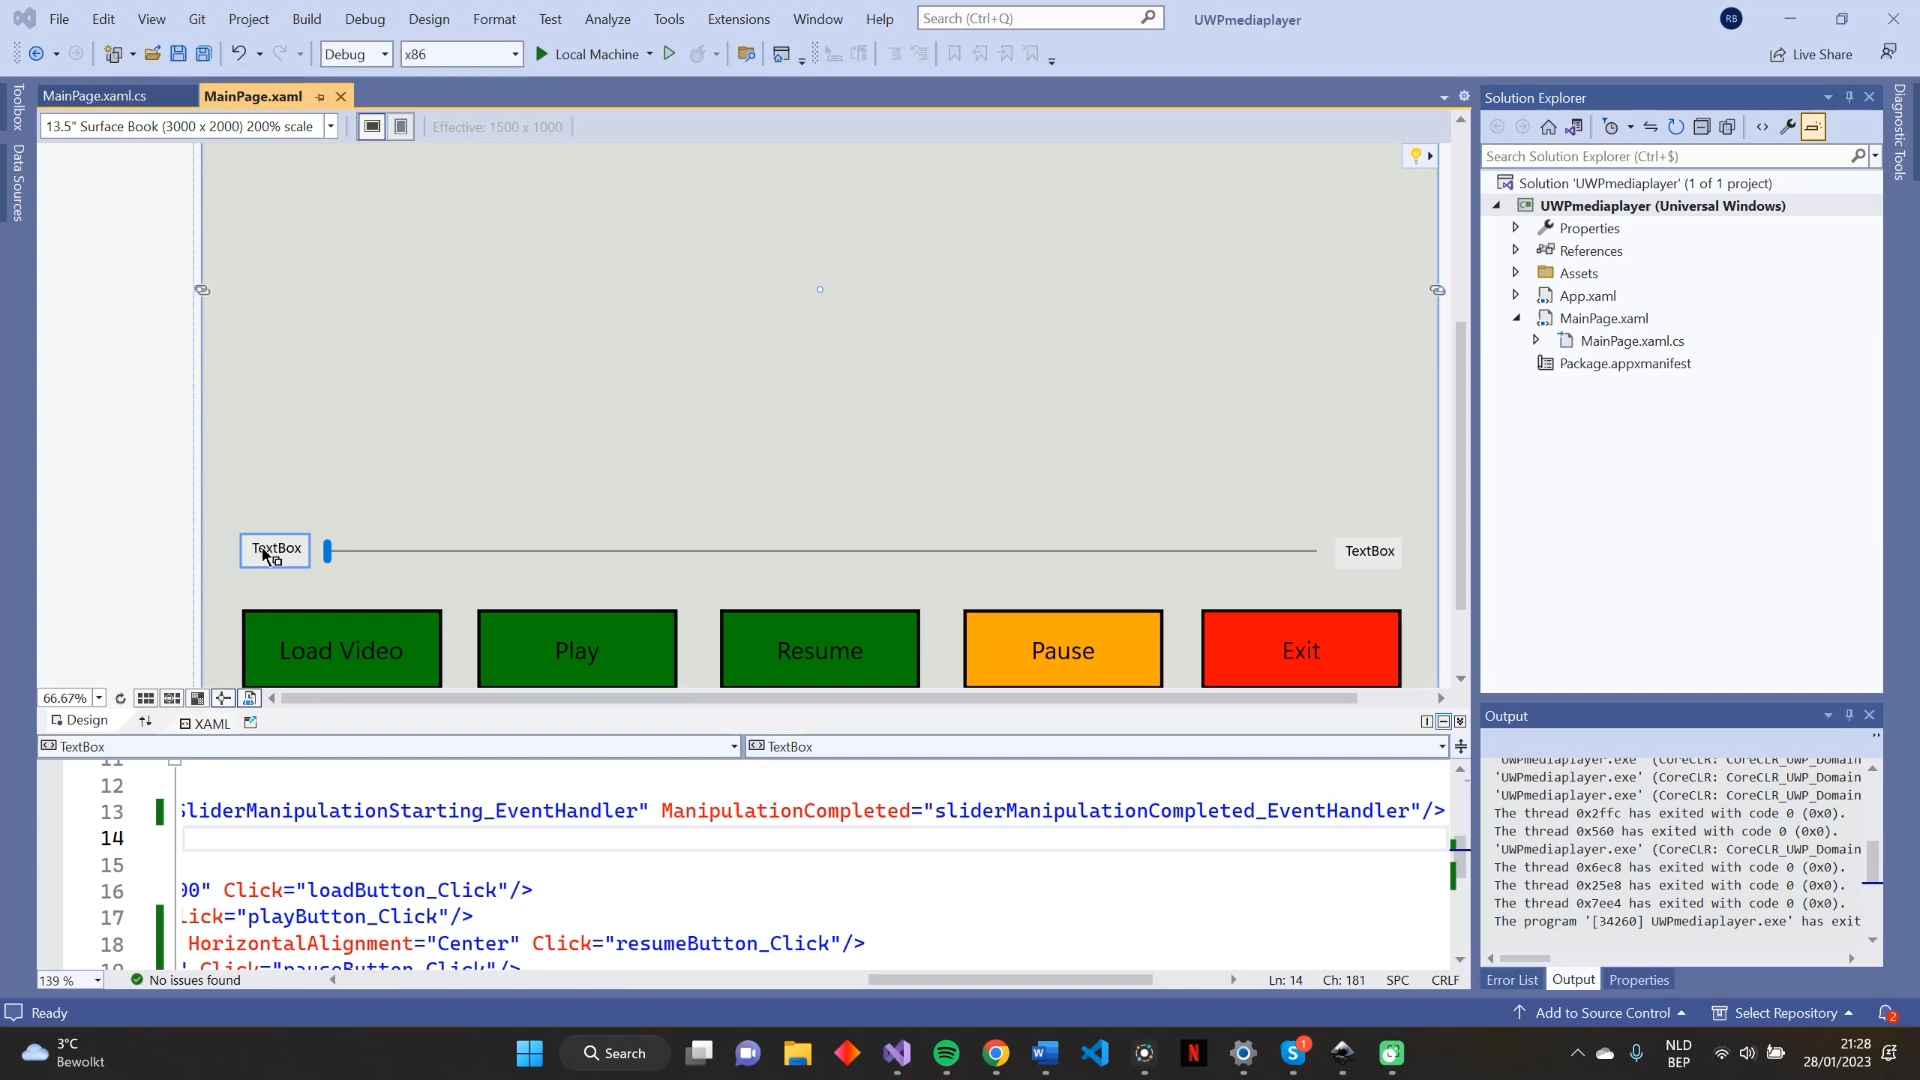 File Edit View Git Project Build Debug Design Format Test Analyze Tools Extensions Window Help Search (Ctrl+Q) UWPmediaplayer RB
Debug x86 Local Machine Live Share
MainPage.xaml.cs MainPage.xaml
13.5" Surface Book (3000 x 2000) 200% scale Effective: 1500 x 1000
Toolbox
Data Sources
TextBox TextBox
Load Video Play Resume Pause Exit
66.67%
Design XAML
TextBox TextBox
12
13 SliderManipulationStarting_EventHandler" ManipulationCompleted="sliderManipulationCompleted_EventHandler"/>
14
15
16 00" Click="loadButton_Click"/>
17 lick="playButton_Click"/>
18 HorizontalAlignment="Center" Click="resumeButton_Click"/>
" Click="pauseButton_Click"/>
139 % No issues found Ln: 14 Ch: 181 SPC CRLF
Solution Explorer
Search Solution Explorer (Ctrl+$)
Solution 'UWPmediaplayer' (1 of 1 project)
UWPmediaplayer (Universal Windows)
Properties
References
Assets
App.xaml
MainPage.xaml
MainPage.xaml.cs
Package.appxmanifest
Diagnostic Tools
Output
'UWPmediaplayer.exe' (CoreCLR: CoreCLR_UWP_Domain
'UWPmediaplayer.exe' (CoreCLR: CoreCLR_UWP_Domain
'UWPmediaplayer.exe' (CoreCLR: CoreCLR_UWP_Domain
The thread 0x2ffc has exited with code 0 (0x0).
The thread 0x560 has exited with code 0 (0x0).
'UWPmediaplayer.exe' (CoreCLR: CoreCLR_UWP_Domain
The thread 0x6ec8 has exited with code 0 (0x0).
The thread 0x25e8 has exited with code 0 (0x0).
The thread 0x7ee4 has exited with code 0 (0x0).
The program '[34260] UWPmediaplayer.exe' has exit
Error List Output Properties
Ready Add to Source Control Select Repository 2
3°C
Bewolkt
Search
1
NLD
BEP
21:28
28/01/2023